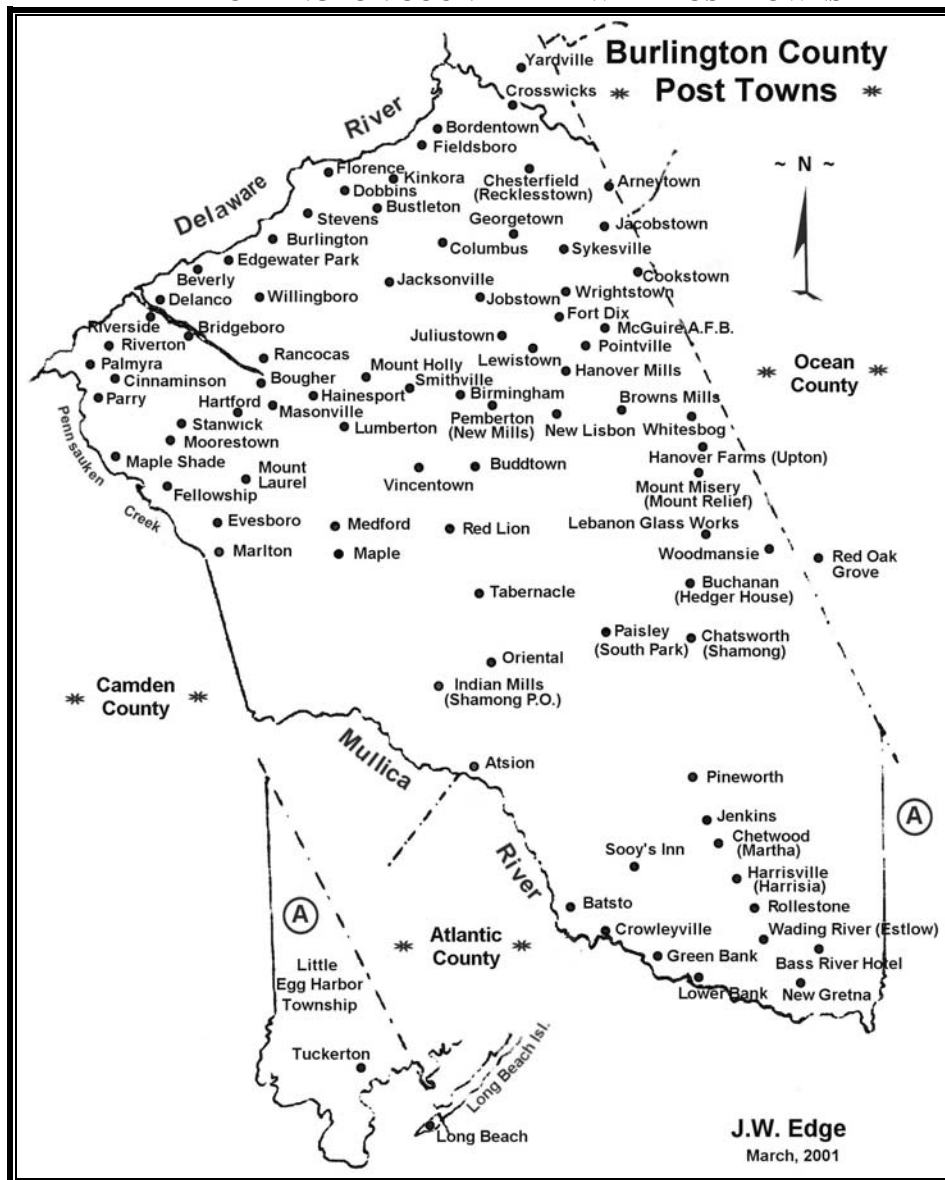 Burlington County
Post Towns
~ N ~
Delaware
River
Yardville
Crosswicks
Bordentown
Fieldsboro
Florence
Kinkora
Dobbins
Bustleton
Stevens
Burlington
Chesterfield
(Recklesstown)
Arneytown
Georgetown
Jacobstown
Columbus
Sykesville
Edgewater Park
Beverly
Cookstown
Jacksonville
Delanco
Willingboro
Jobstown
Wrightstown
Fort Dix
Riverside
Bridgeboro
McGuire A.F.B.
Riverton
Juliustown
Pointville
Lewistown
Rancocas
Palmyra
Mount Holly
Hanover Mills
Ocean
County
Cinnaminson
Bougher
Smithville
Parry
Hainesport
Birmingham
Browns Mills
Hartford
Masonville
Pemberton
(New Mills)
New Lisbon
Whitesbog
Stanwick
Lumberton
Moorestown
Pennsauken
Creek
Maple Shade
Mount
Laurel
Buddtown
Hanover Farms (Upton)
Vincentown
Fellowship
Mount Misery
(Mount Relief)
Evesboro
Medford
Red Lion
Lebanon Glass Works
Marlton
Maple
Woodmansie
Red Oak
Grove
Buchanan
(Hedger House)
Tabernacle
Paisley
(South Park)
Chatsworth
(Shamong)
Oriental
Camden
County
Indian Mills
(Shamong P.O.)
Mullica
River
Atsion
Pineworth
A
Jenkins
Chetwood
(Martha)
Sooy's Inn
Harrisville
(Harrisia)
A
Batsto
Rollestone
Crowleyville
Wading River (Estlow)
Atlantic
County
Green Bank
Bass River Hotel
Little
Egg Harbor
Township
Lower Bank
New Gretna
Tuckerton
Long Beach Isl.
Long Beach
J.W. Edge
March, 2001